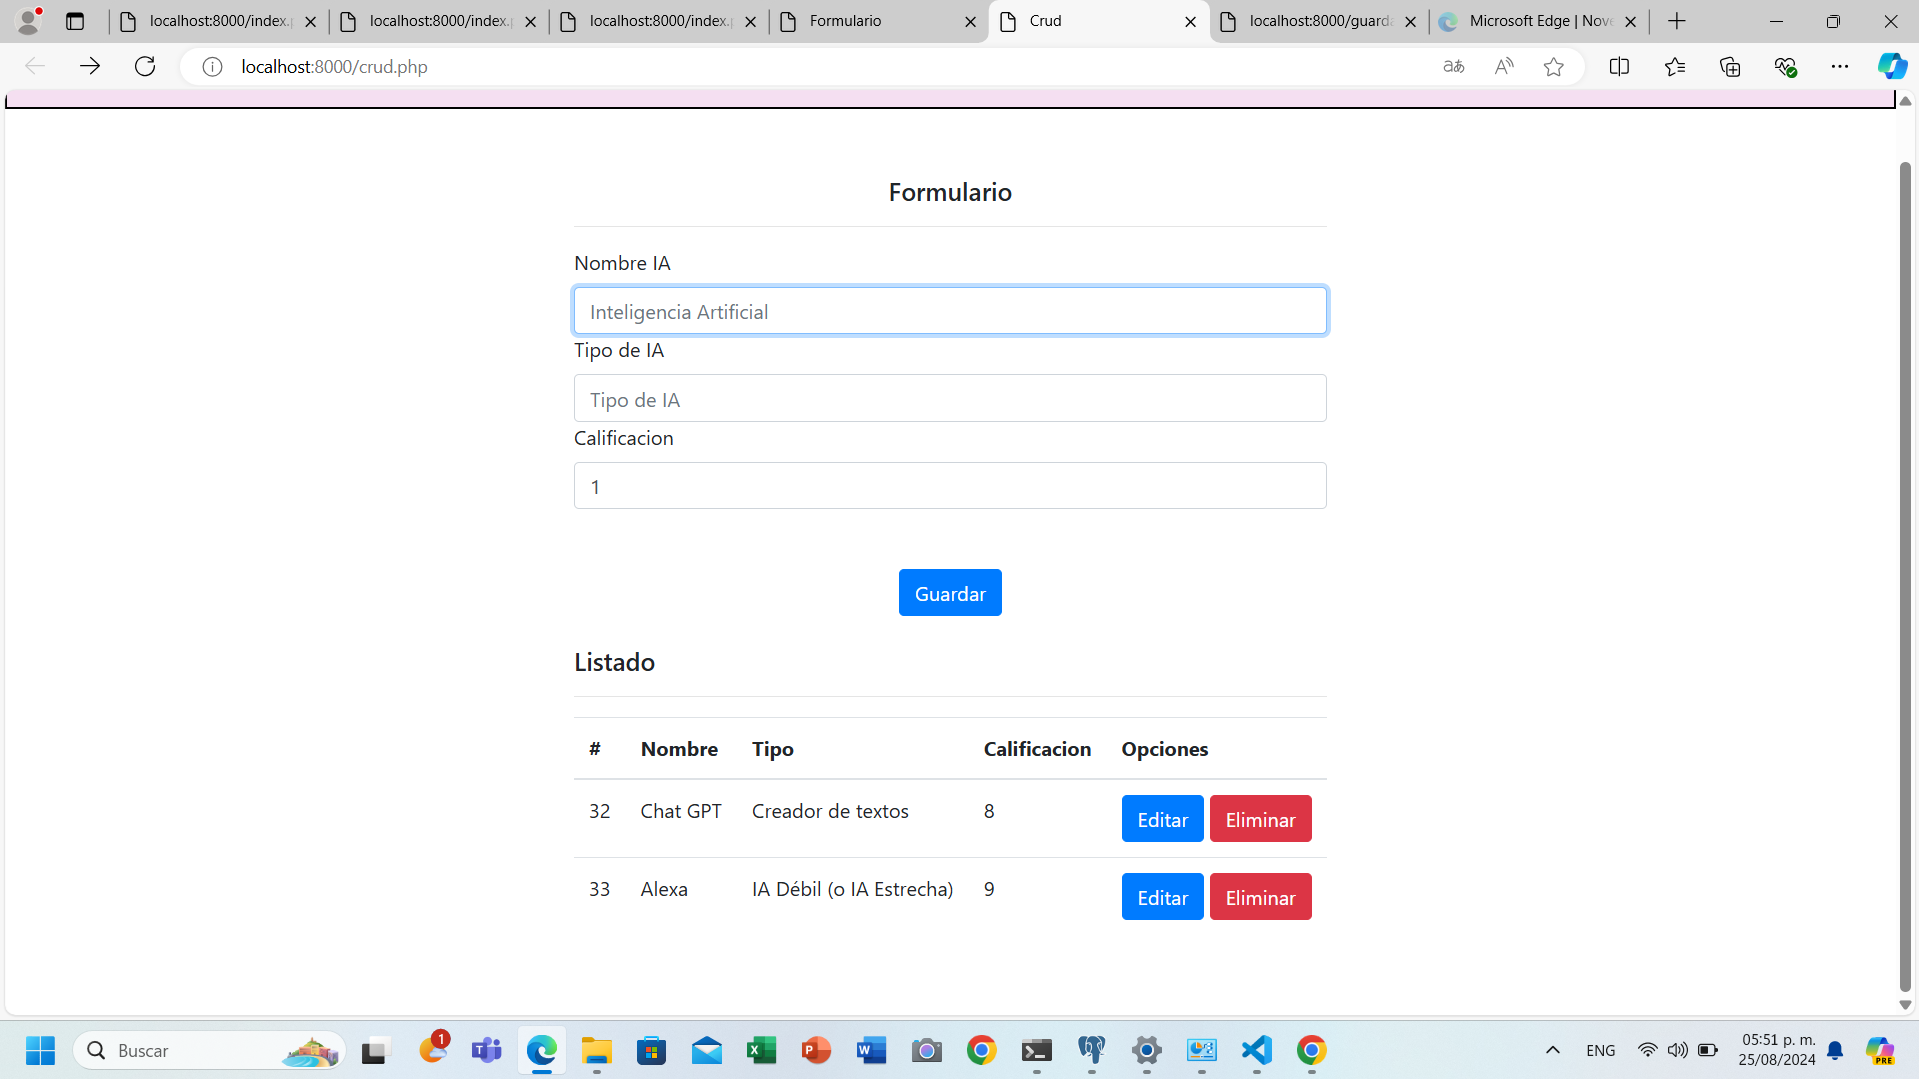 localhost:8000/index.p
localhost:8000/index.p
localhost:8000/index.p
Formulario
Crud
localhost:8000/guarda
Microsoft Edge | Nove
localhost:8000/crud.php
Formulario
Nombre IA
Inteligencia Artificial
Tipo de IA
Tipo de IA
Calificacion
1
Guardar
Listado
# Nombre Tipo Calificacion Opciones
32 Chat GPT Creador de textos 8 Editar Eliminar
33 Alexa IA Débil (o IA Estrecha) 9 Editar Eliminar
Buscar
1
ENG
05:51 p. m.
25/08/2024
PRE